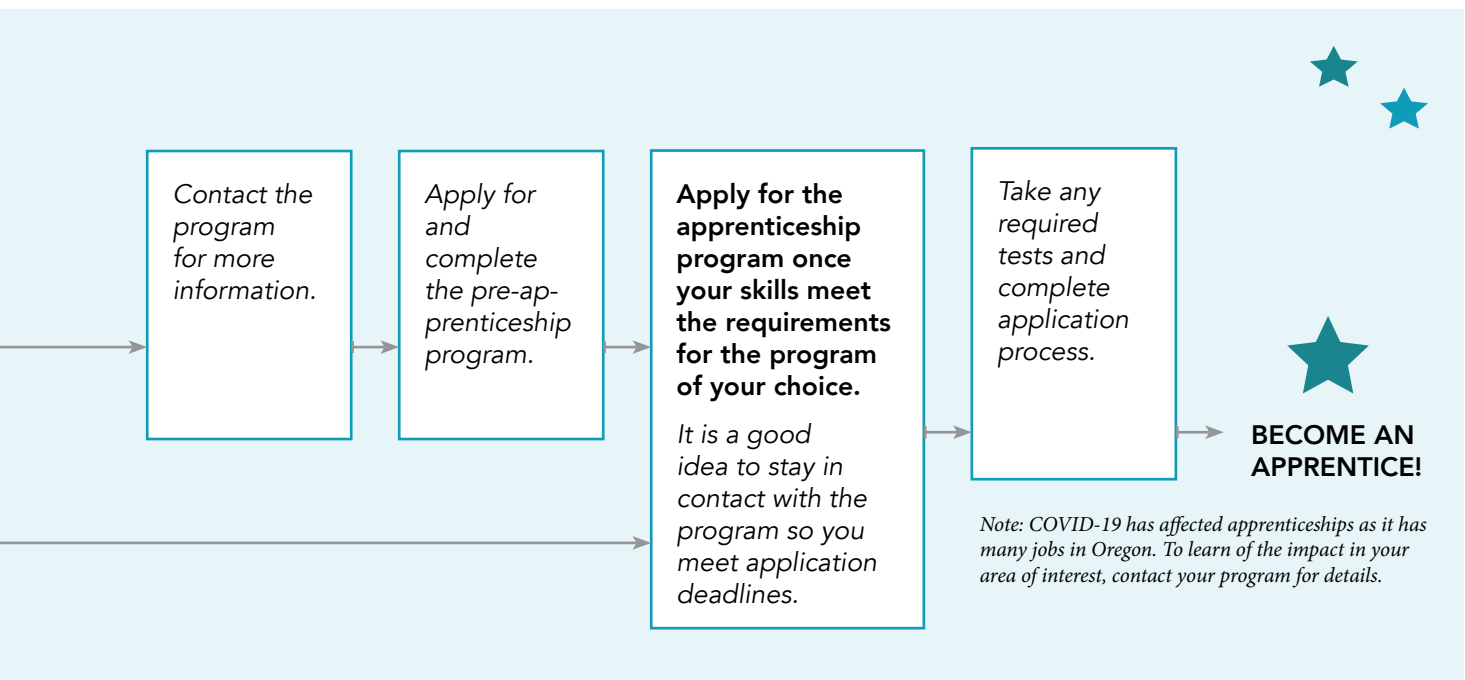 Contact the
program
for more
information.
Apply for
and
complete
the pre-ap-
prenticeship
program.
Apply for the
apprenticeship
program once
your skills meet
the requirements
for the program
of your choice.
It is a good
idea to stay in
contact with the
program so you
meet application
deadlines.
Take any
required
tests and
complete
application
process.
BECOME AN
APPRENTICE!
Note: COVID-19 has affected apprenticeships as it has
many jobs in Oregon. To learn of the impact in your
area of interest, contact your program for details.